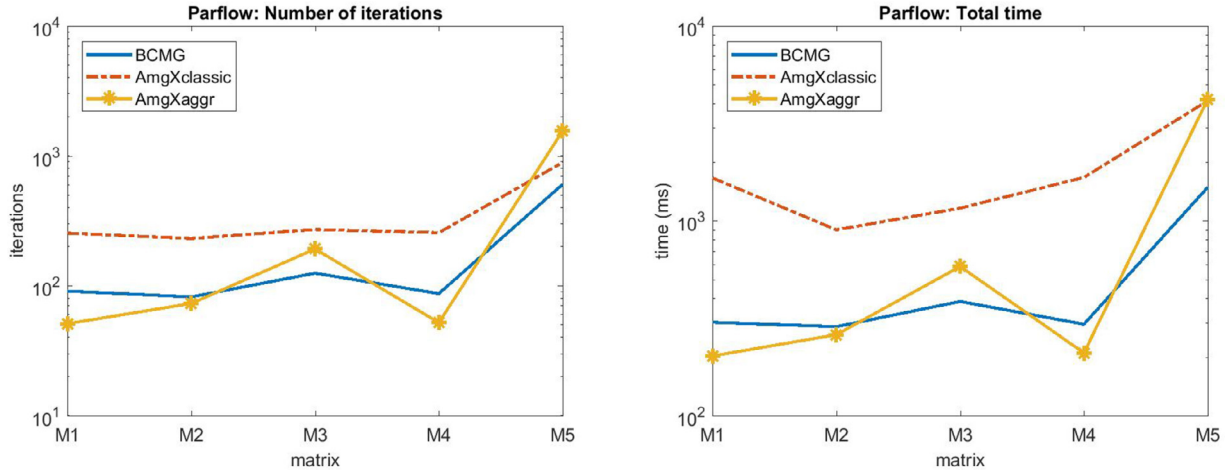 Parflow: Number of iterations
10^4
10^3
10^2
10^1
iterations
BCMG
AmgXclassic
AmgXaggr
M1 M2 M3 M4 M5
matrix
Parflow: Total time
10^4
10^3
10^2
time (ms)
BCMG
AmgXclassic
AmgXaggr
M1 M2 M3 M4 M5
matrix